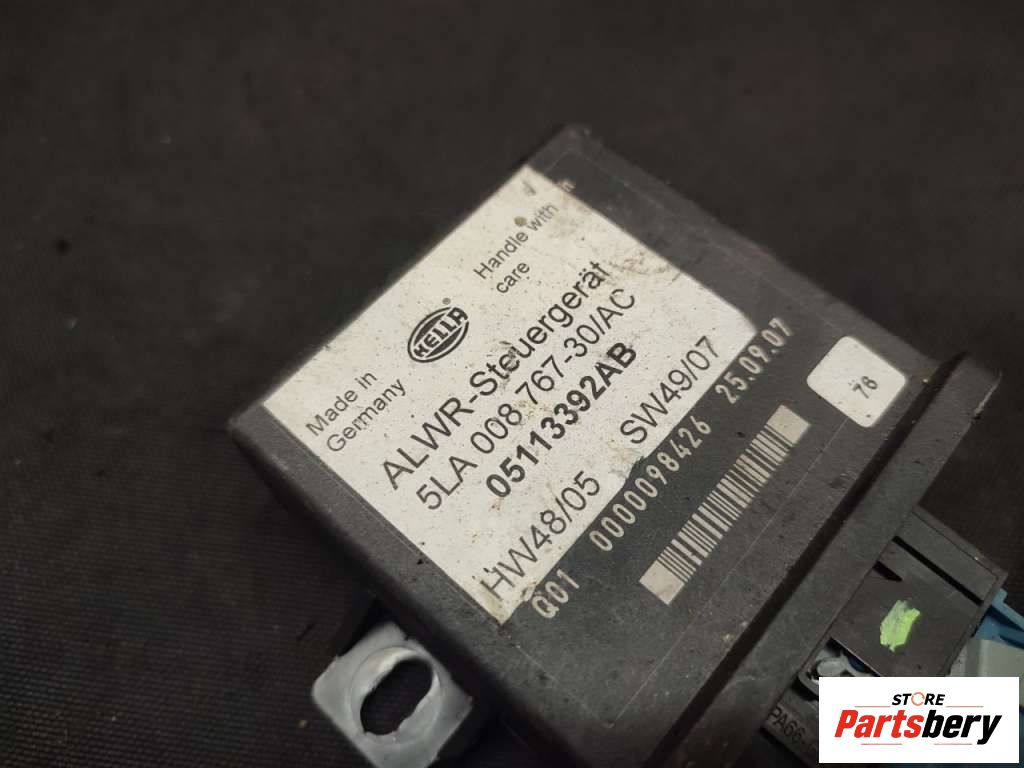 Made in
Germany
HELLA
®
Handle with
care
ALWR-Steuergerät
5LA 008 767-30/AC
05113392AB
HW48/05 SW49/07
Q01 0000098426 25.09.07
76
PA66-
STORE
Partsbery